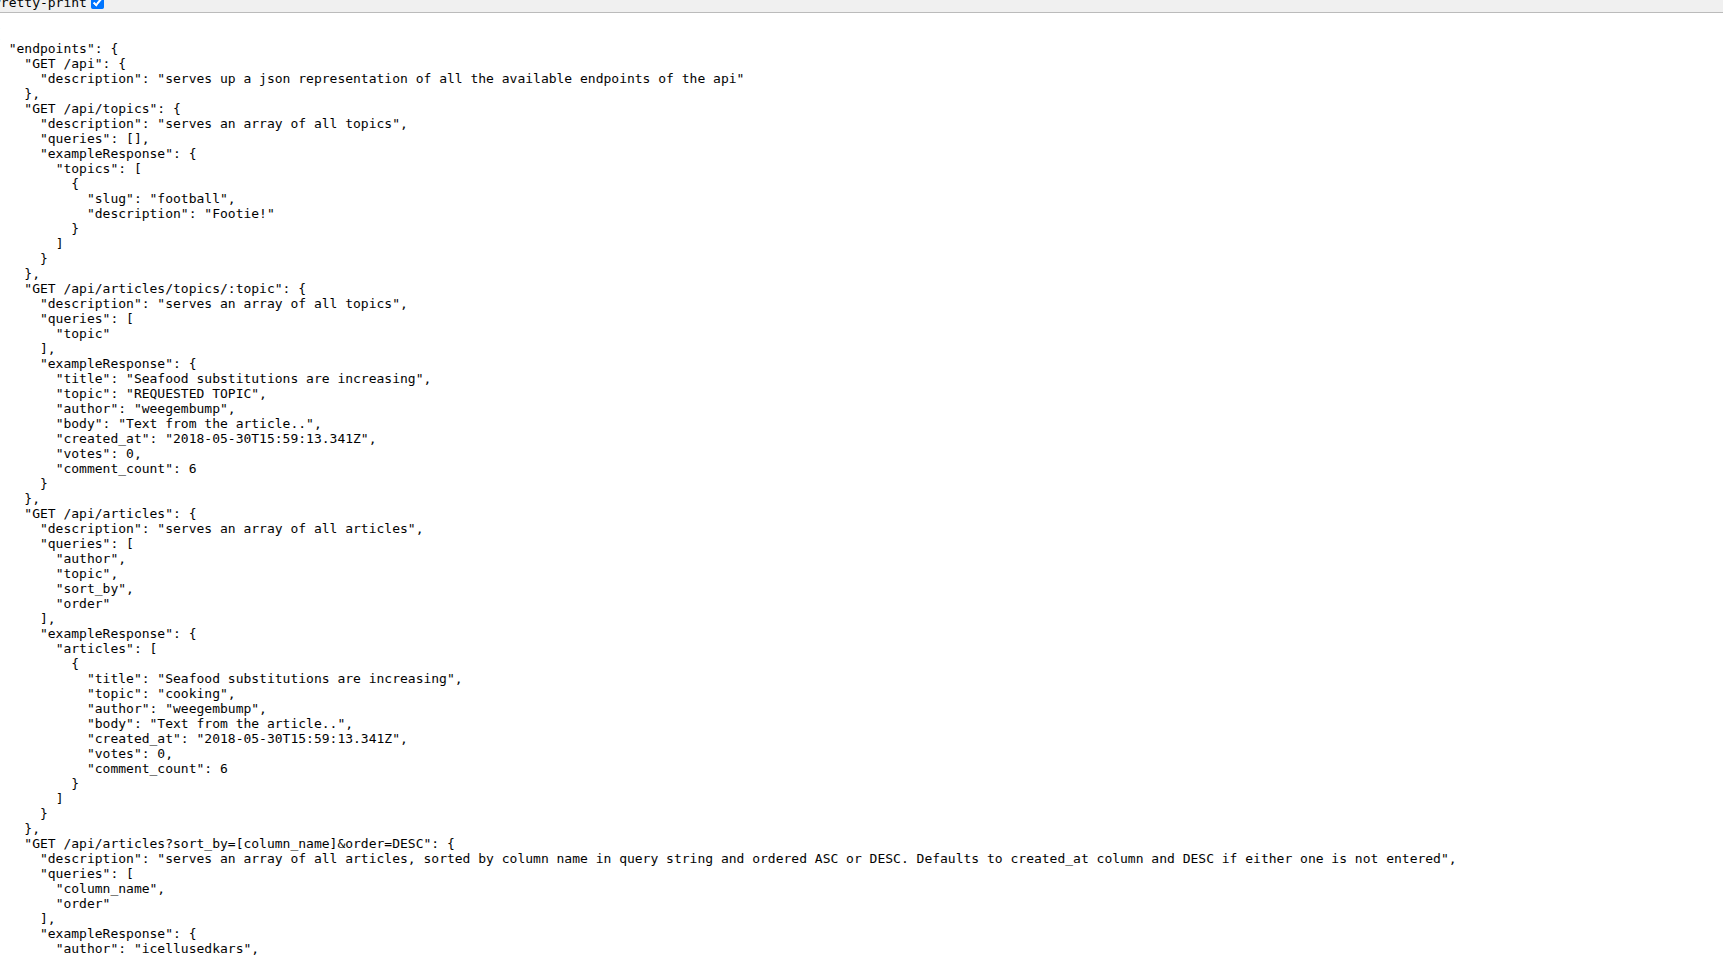 retty-print
"endpoints": {
"GET /api": {
"description": "serves up a json representation of all the available endpoints of the api"
},
"GET /api/topics": {
"description": "serves an array of all topics",
"queries": [],
"exampleResponse": {
"topics": [
{
"slug": "football",
"description": "Footie!"
}
]
}
},
"GET /api/articles/topics/:topic": {
"description": "serves an array of all topics",
"queries": [
"topic"
],
"exampleResponse": {
"title": "Seafood substitutions are increasing",
"topic": "REQUESTED TOPIC",
"author": "weegembump",
"body": "Text from the article..",
"created_at": "2018-05-30T15:59:13.341Z",
"votes": 0,
"comment_count": 6
}
},
"GET /api/articles": {
"description": "serves an array of all articles",
"queries": [
"author",
"topic",
"sort_by",
"order"
],
"exampleResponse": {
"articles": [
{
"title": "Seafood substitutions are increasing",
"topic": "cooking",
"author": "weegembump",
"body": "Text from the article..",
"created_at": "2018-05-30T15:59:13.341Z",
"votes": 0,
"comment_count": 6
}
]
}
},
"GET /api/articles?sort_by=[column_name]&order=DESC": {
"description": "serves an array of all articles, sorted by column name in query string and ordered ASC or DESC. Defaults to created_at column and DESC if either one is not entered",
"queries": [
"column_name",
"order"
],
"exampleResponse": {
"author": "icellusedkars",